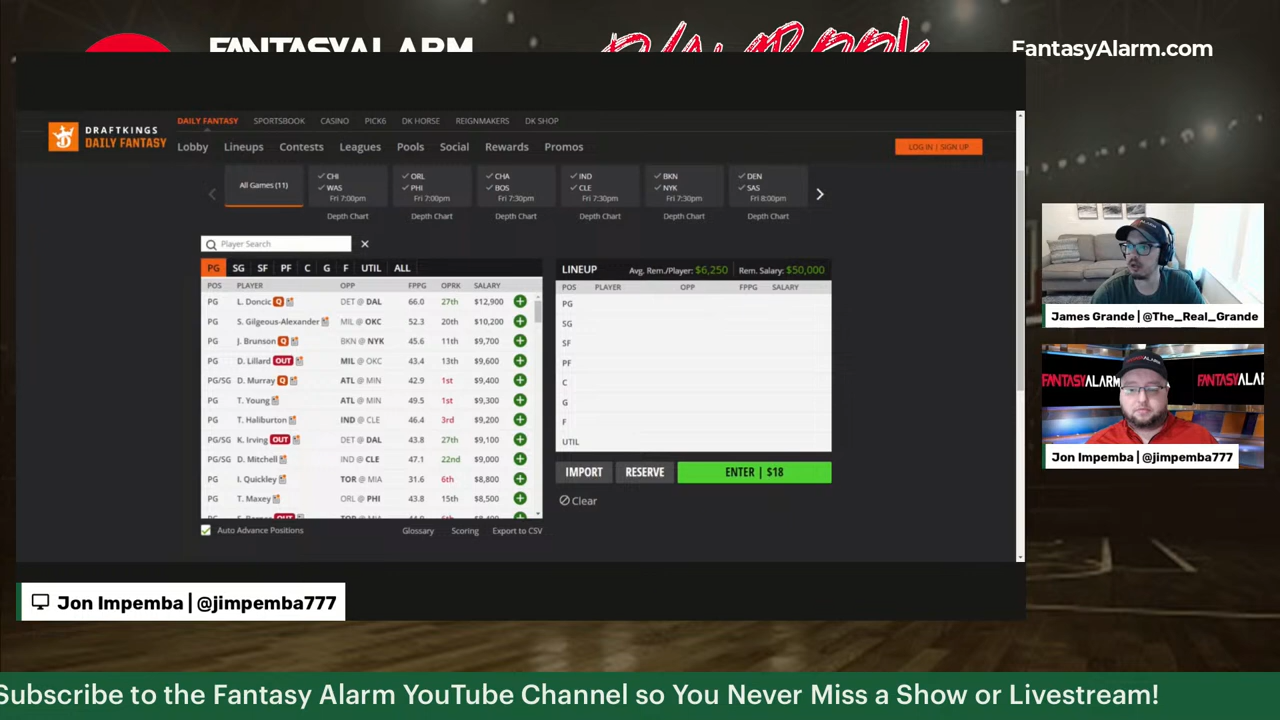 FANTASYALARM
PLAYBOOK
FantasyAlarm.com
DRAFTKINGS
DAILY FANTASY
DAILY FANTASY SPORTSBOOK CASINO PICK6 DK HORSE REIGNMAKERS DK SHOP
Lobby Lineups Contests Leagues Pools Social Rewards Promos
LOG IN / SIGN UP
All Games (11)
CHI
WAS
Fri 7:00pm
Depth Chart
ORL
PHI
Fri 7:00pm
Depth Chart
CHA
BOS
Fri 7:30pm
Depth Chart
IND
CLE
Fri 7:30pm
Depth Chart
BKN
NYK
Fri 7:30pm
Depth Chart
DEN
SAS
Fri 8:00pm
Depth Chart
Player Search
PG SG SF PF C G F UTIL ALL
POS PLAYER OPP FPPG OPRK SALARY
PG L. Doncic Q DET @ DAL 66.0 27th $12,900
PG S. Gilgeous-Alexander MIL @ OKC 52.3 20th $10,200
PG J. Brunson Q BKN @ NYK 45.6 11th $9,700
PG D. Lillard OUT MIL @ OKC 43.4 13th $9,600
PG/SG D. Murray Q ATL @ MIN 42.9 1st $9,400
PG T. Young ATL @ MIN 49.5 1st $9,300
PG T. Haliburton IND @ CLE 46.4 3rd $9,200
PG/SG K. Irving OUT DET @ DAL 43.8 27th $9,100
PG/SG D. Mitchell IND @ CLE 47.1 22nd $9,000
PG I. Quickley TOR @ MIA 31.6 6th $8,800
PG T. Maxey ORL @ PHI 43.8 15th $8,500
Auto Advance Positions
Glossary Scoring Export to CSV
LINEUP Avg. Rem./Player: $6,250 Rem. Salary: $50,000
POS PLAYER OPP FPPG SALARY
PG
SG
SF
PF
C
G
F
UTIL
IMPORT RESERVE ENTER | $18
Clear
James Grande | @The_Real_Grande
FANTASYALARM
FANTASYALAR
Jon Impemba | @jimpemba777
Jon Impemba | @jimpemba777
Subscribe to the Fantasy Alarm YouTube Channel so You Never Miss a Show or Livestream!